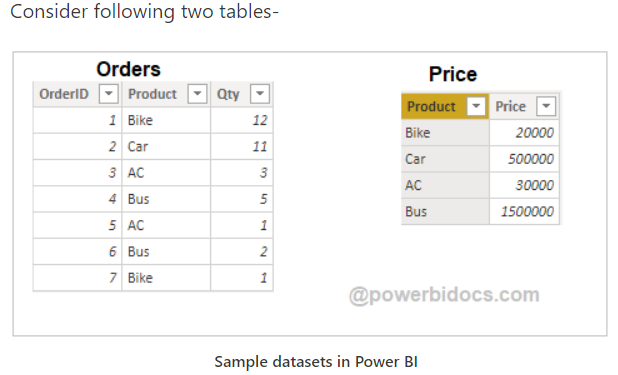 Consider following two tables-
Orders
OrderID Product Qty
1 Bike 12
2 Car 11
3 AC 3
4 Bus 5
5 AC 1
6 Bus 2
7 Bike 1
Price
Product Price
Bike 20000
Car 500000
AC 30000
Bus 1500000
@powerbidocs.com
Sample datasets in Power BI